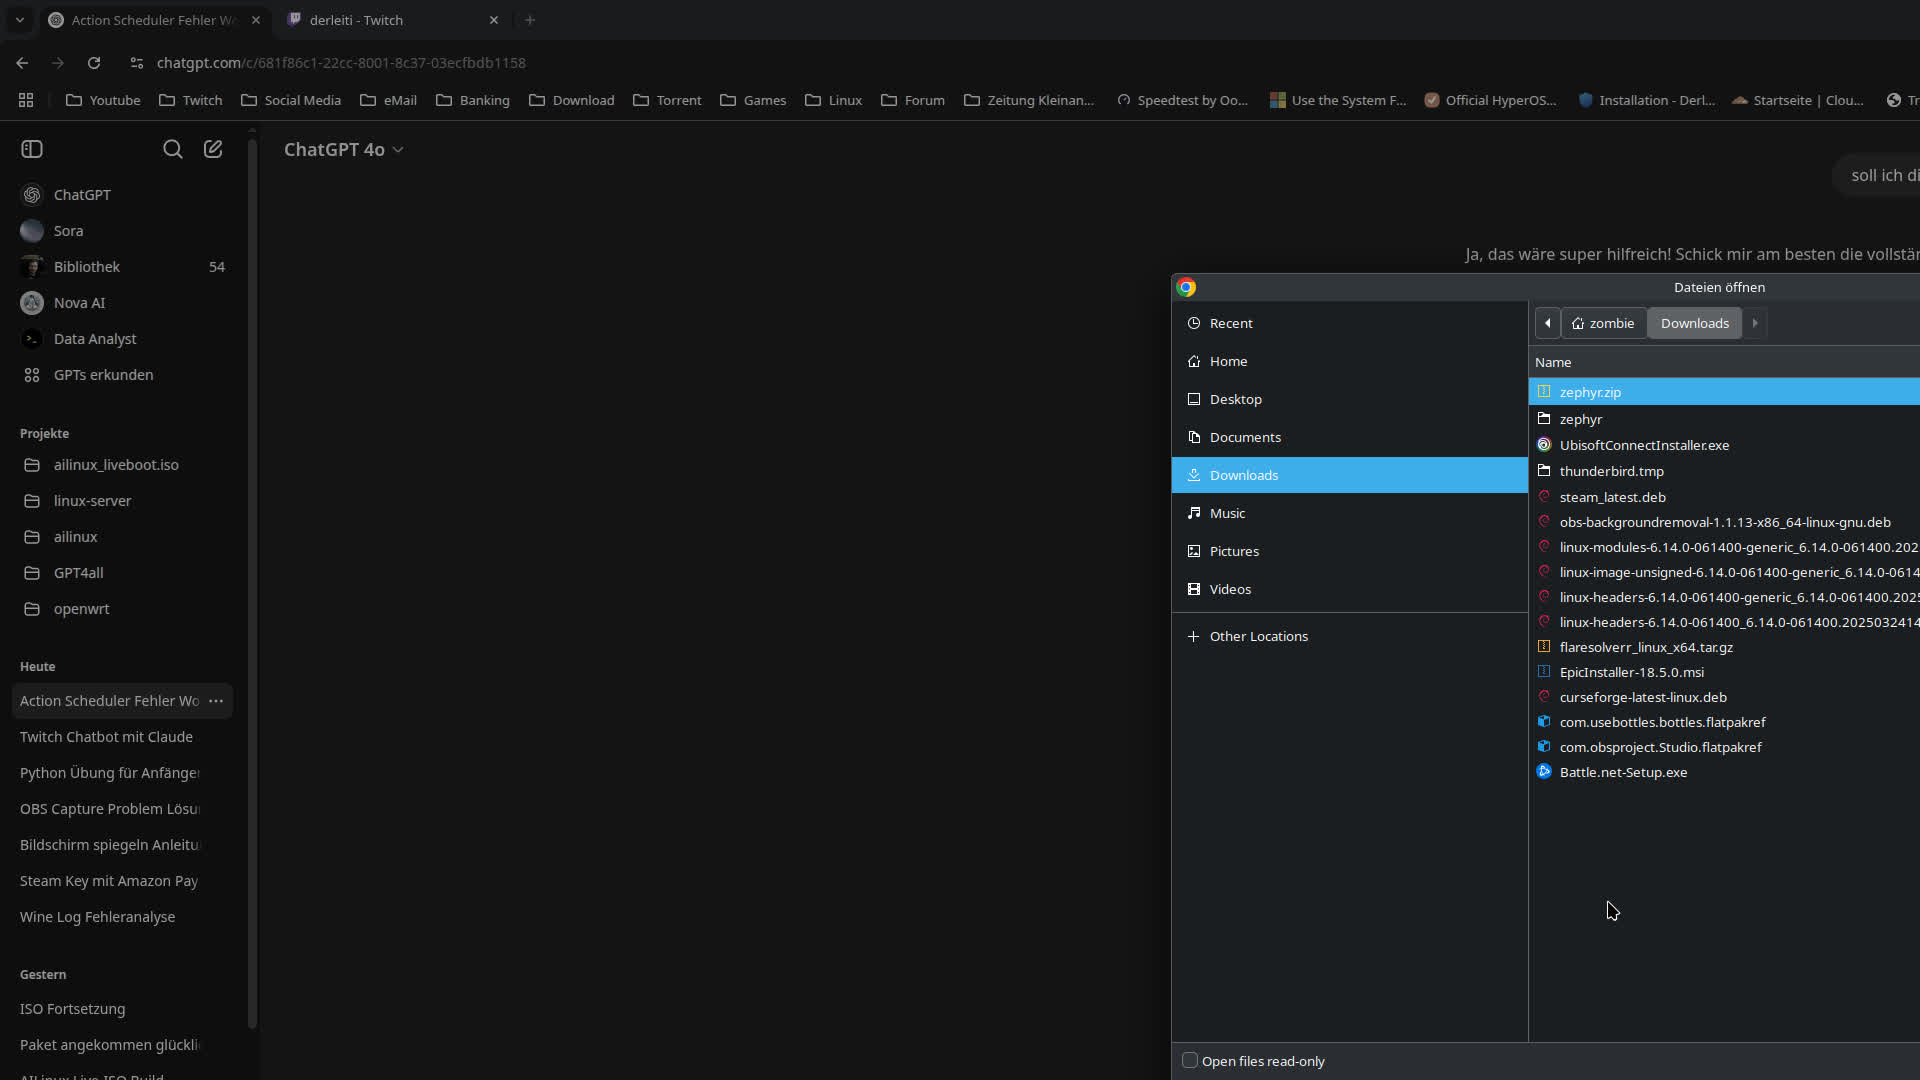 Action Scheduler Fehler W
derleiti - Twitch
chatgpt.com/c/681f86c1-22cc-8001-8c37-03ecfbdb1158
Youtube
Twitch
Social Media
eMail
Banking
Download
Torrent
Games
Linux
Forum
Zeitung Kleinan...
Speedtest by Oo...
Use the System F...
Official HyperOS...
Installation - Derl...
Startseite | Clou...
Tr
ChatGPT 4o
soll ich di
Ja, das wäre super hilfreich! Schick mir am besten die vollstän
ChatGPT
Sora
Bibliothek
54
Nova AI
Data Analyst
GPTs erkunden
Projekte
ailinux_liveboot.iso
linux-server
ailinux
GPT4all
openwrt
Heute
Action Scheduler Fehler Wo
Twitch Chatbot mit Claude
Python Übung für Anfänger
OBS Capture Problem Lösu
Bildschirm spiegeln Anleitu
Steam Key mit Amazon Pay
Wine Log Fehleranalyse
Gestern
ISO Fortsetzung
Paket angekommen glückli
AILinux Live ISO Build
Dateien öffnen
Recent
Home
Desktop
Documents
Downloads
Music
Pictures
Videos
Other Locations
zombie
Downloads
Name
zephyr.zip
zephyr
UbisoftConnectInstaller.exe
thunderbird.tmp
steam_latest.deb
obs-backgroundremoval-1.1.13-x86_64-linux-gnu.deb
linux-modules-6.14.0-061400-generic_6.14.0-061400.202
linux-image-unsigned-6.14.0-061400-generic_6.14.0-0614
linux-headers-6.14.0-061400-generic_6.14.0-061400.2025
linux-headers-6.14.0-061400_6.14.0-061400.2025032414
flaresolverr_linux_x64.tar.gz
EpicInstaller-18.5.0.msi
curseforge-latest-linux.deb
com.usebottles.bottles.flatpakref
com.obsproject.Studio.flatpakref
Battle.net-Setup.exe
Open files read-only